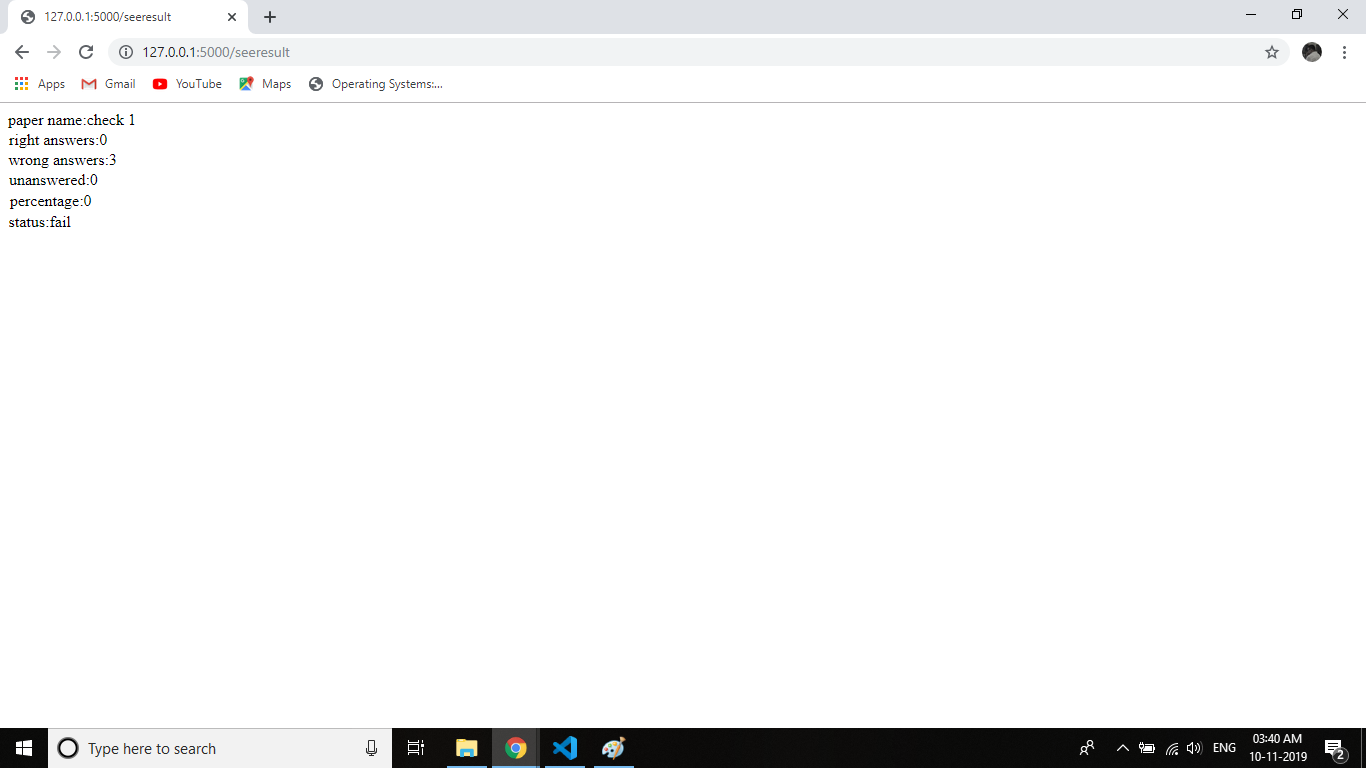 127.0.0.1:5000/seeresult
127.0.0.1:5000/seeresult
Apps Gmail YouTube Maps Operating Systems:...
paper name:check 1
right answers:0
wrong answers:3
unanswered:0
percentage:0
status:fail
Type here to search
ENG
03:40 AM
10-11-2019
2